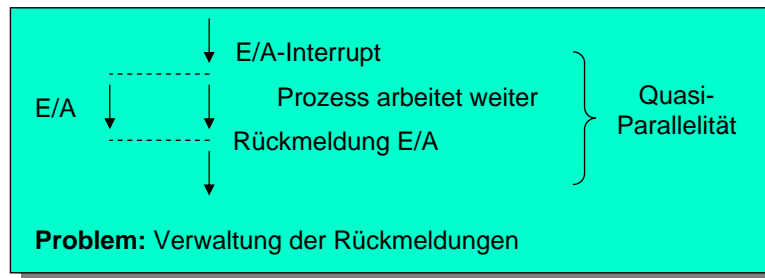 E/A-Interrupt
E/A
Prozess arbeitet weiter
Quasi-
Parallelität
Rückmeldung E/A
Problem: Verwaltung der Rückmeldungen